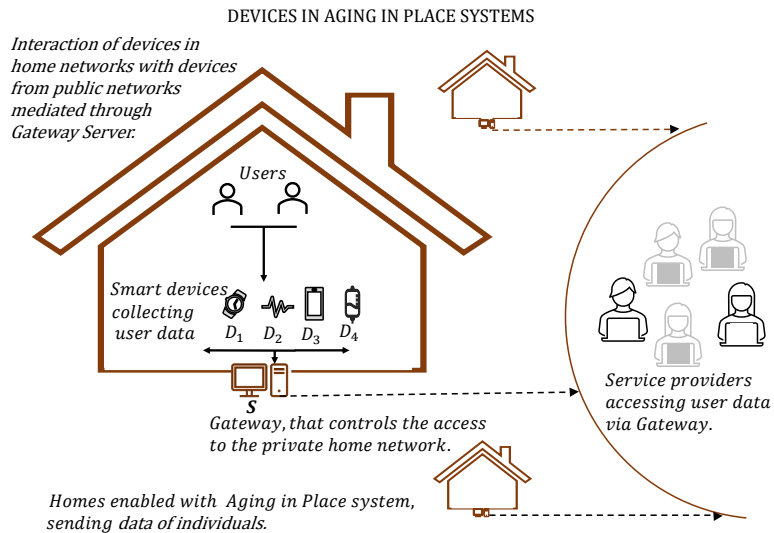 DEVICES IN AGING IN PLACE SYSTEMS
Interaction of devices in
home networks with devices
from public networks
mediated through
Gateway Server.
Users
Smart devices
collecting
user data
D1 D2 D3 D4
S
Gateway, that controls the access
to the private home network.
Service providers
accessing user data
via Gateway.
Homes enabled with Aging in Place system,
sending data of individuals.